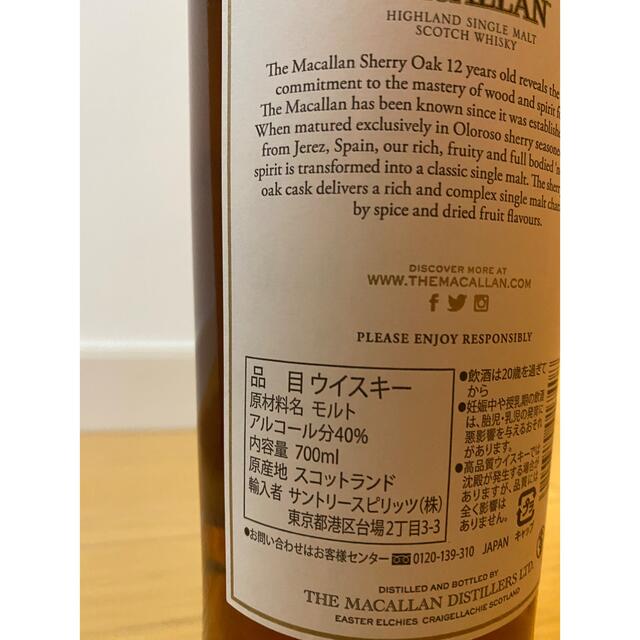 HIGHLAND SINGLE MALT
SCOTCH WHISKY
The Macallan Sherry Oak 12 years old reveals the
commitment to the mastery of wood and spirit
The Macallan has been known since it was
When matured exclusively in Oloroso sherry
from Jerez, Spain, our rich, fruity and full bodied
spirit is transformed into a classic single malt. The
oak cask delivers a rich and complex single malt
by spice and dried fruit flavours.
DISCOVER MORE AT
WWW.THEMACALLAN.COM
PLEASE ENJOY RESPONSIBLY
品 目 ウイスキー
原材料名 モルト
アルコール分40%
内容量 700ml
原産地 スコットランド
輸入者 サントリースピリッツ(株)
東京都港区台場2丁目3-3
●飲酒は20歳を過ぎて
から
●妊娠中や授乳期の飲酒
は、胎児・乳児の発育に
悪影響を与えるおそれ
があります。
●高品質ウイスキーでは
沈殿が発生する場合が
ありますが、品質には
全く影響は
ありません。
プラ
キャップ
●お問い合わせはお客様センター 0120-139-310 JAPAN
DISTILLED AND BOTTLED BY
THE MACALLAN DISTILLERS LTD.
EASTER ELCHIES CRAIGELLACHIE SCOTLAND